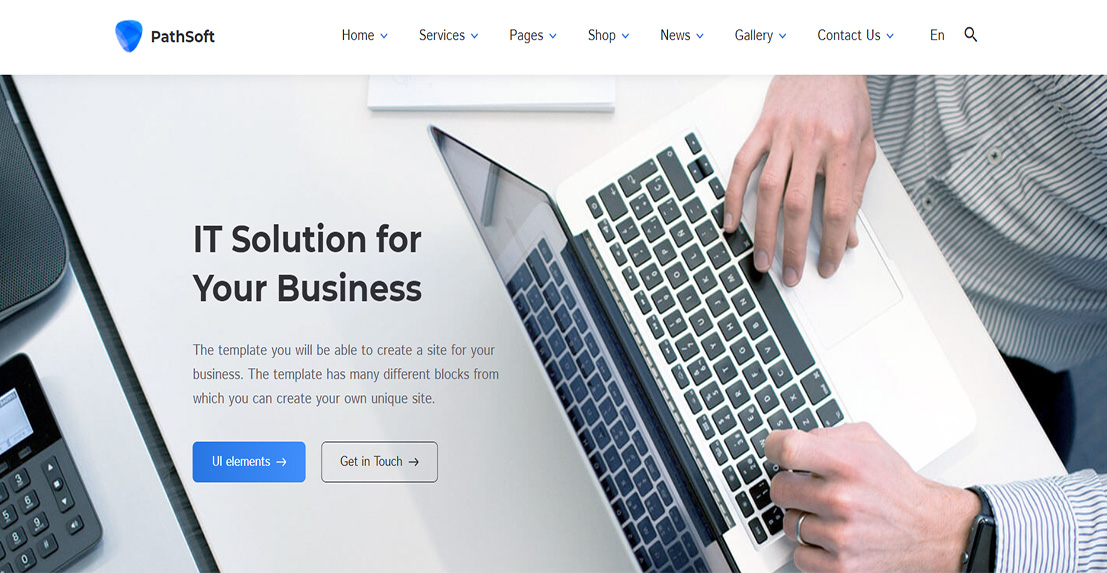 PathSoft
Home
Services
Pages
Shop
News
Gallery
Contact Us
En
IT Solution for
Your Business
The template you will be able to create a site for your
business. The template has many different blocks from
which you can create your own unique site.
UI elements →
Get in Touch →